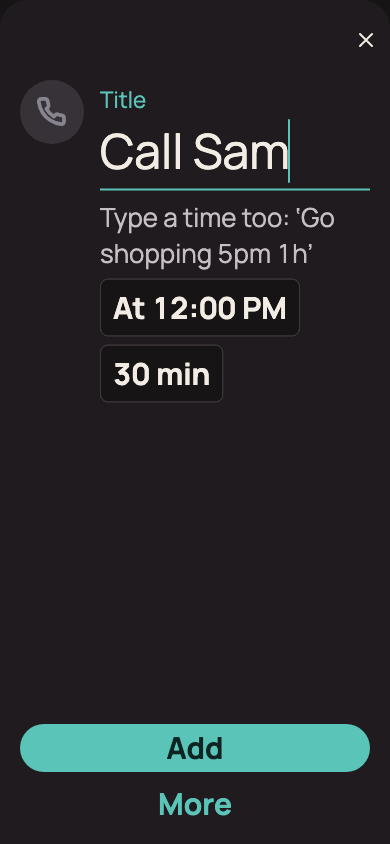 Title
Call Sam
Type a time too: ‘Go
shopping 5pm 1h’
At 12:00 PM
30 min
Add
More